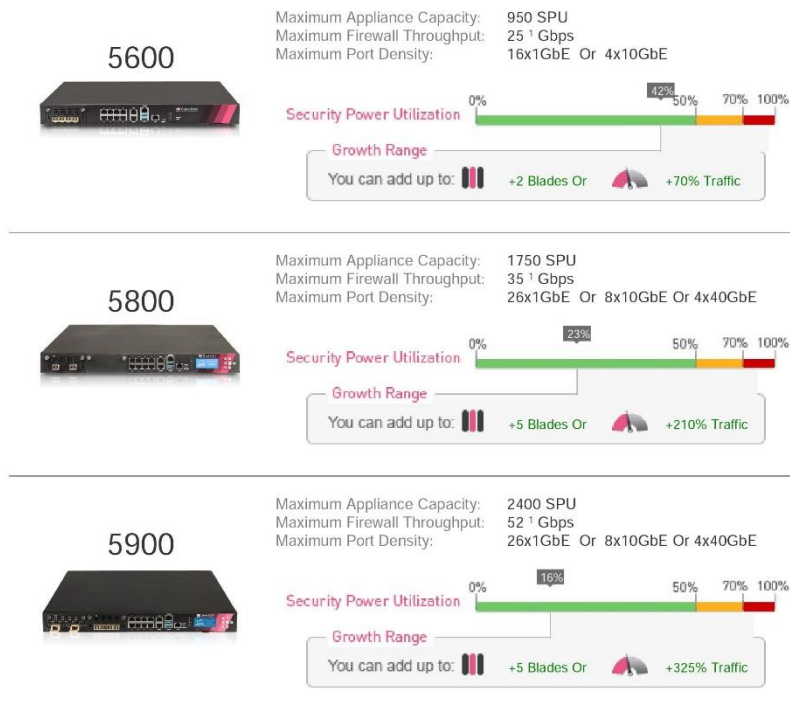 5600
Maximum Appliance Capacity: 950 SPU
Maximum Firewall Throughput: 25 ¹ Gbps
Maximum Port Density: 16x1GbE Or 4x10GbE
Security Power Utilization 0% 42% 50% 70% 100%
Growth Range
You can add up to: +2 Blades Or +70% Traffic
5800
Maximum Appliance Capacity: 1750 SPU
Maximum Firewall Throughput: 35 ¹ Gbps
Maximum Port Density: 26x1GbE Or 8x10GbE Or 4x40GbE
Security Power Utilization 0% 23% 50% 70% 100%
Growth Range
You can add up to: +5 Blades Or +210% Traffic
5900
Maximum Appliance Capacity: 2400 SPU
Maximum Firewall Throughput: 52 ¹ Gbps
Maximum Port Density: 26x1GbE Or 8x10GbE Or 4x40GbE
Security Power Utilization 0% 16% 50% 70% 100%
Growth Range
You can add up to: +5 Blades Or +325% Traffic